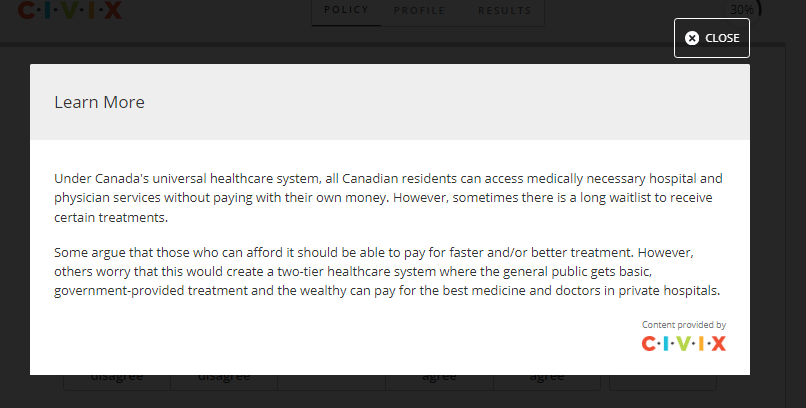 C·I·V·I·X
POLICY PROFILE RESULTS
30%
CLOSE
Learn More
Under Canada's universal healthcare system, all Canadian residents can access medically necessary hospital and
physician services without paying with their own money. However, sometimes there is a long waitlist to receive
certain treatments.
Some argue that those who can afford it should be able to pay for faster and/or better treatment. However,
others worry that this would create a two-tier healthcare system where the general public gets basic,
government-provided treatment and the wealthy can pay for the best medicine and doctors in private hospitals.
Content provided by
C·I·V·I·X
disagree disagree agree agree